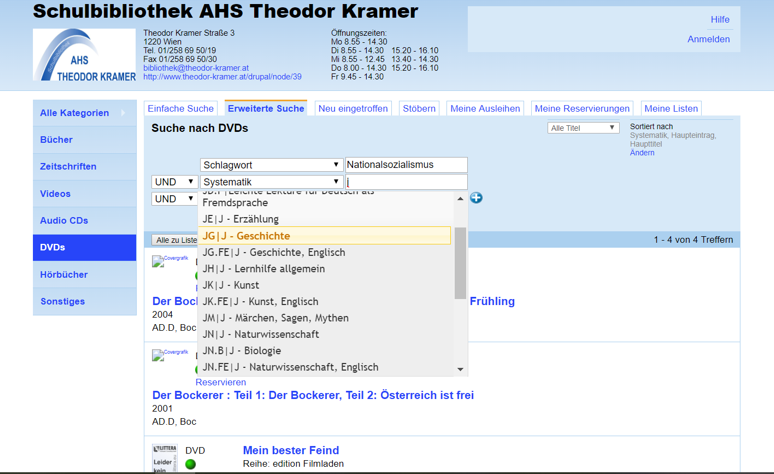 Schulbibliothek AHS Theodor Kramer
AHS
THEODOR KRAMER
Theodor Kramer Straße 3
1220 Wien
Tel. 01/258 69 50/19
Fax 01/258 69 50/30
bibliothek@theodor-kramer.at
http://www.theodor-kramer.at/drupal/node/39
Öffnungszeiten:
Mo 8.55 - 14.30
Di 8.55 - 14.30 15.20 - 16.10
Mi 8.55 - 12.45 13.40 - 14.30
Do 8.00 - 14.30 15.20 - 16.10
Fr 9.45 - 14.30
Hilfe
Anmelden
Alle Kategorien
Bücher
Zeitschriften
Videos
Audio CDs
DVDs
Hörbücher
Sonstiges
Einfache Suche
Erweiterte Suche
Neu eingetroffen
Stöbern
Meine Ausleihen
Meine Reservierungen
Meine Listen
Suche nach DVDs
Alle Titel
Sortiert nach
Systematik, Haupteintrag,
Haupttitel
Ändern
Schlagwort
Nationalsozialismus
UND
Systematik
UND
Fremdsprache
JE|J - Erzählung
JG|J - Geschichte
JG.FE|J - Geschichte, Englisch
JH|J - Lernhilfe allgemein
JK|J - Kunst
JK.FE|J - Kunst, Englisch
JM|J - Märchen, Sagen, Mythen
JN|J - Naturwissenschaft
JN.B|J - Biologie
JN.FE|J - Naturwissenschaft, Englisch
Alle zu Liste
1 - 4 von 4 Treffern
Covergrafik
Der Bock
Frühling
2004
AD.D, Boc
Covergrafik
Reservieren
Der Bockerer : Teil 1: Der Bockerer, Teil 2: Österreich ist frei
2001
AD.D, Boc
LITTERA
Leider
kein
DVD
Mein bester Feind
Reihe: edition Filmladen